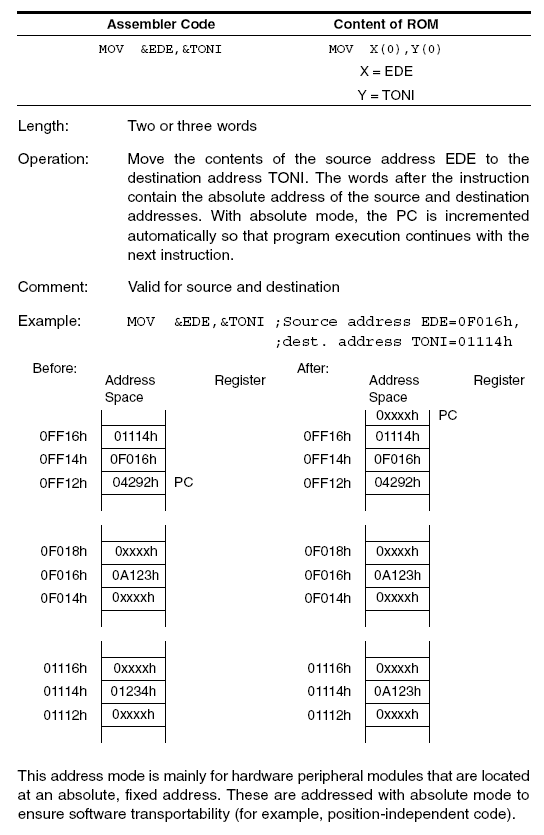 Assembler Code Content of ROM
MOV &EDE,&TONI MOV X(0),Y(0)
X = EDE
Y = TONI
Length: Two or three words
Operation: Move the contents of the source address EDE to the
destination address TONI. The words after the instruction
contain the absolute address of the source and destination
addresses. With absolute mode, the PC is incremented
automatically so that program execution continues with the
next instruction.
Comment: Valid for source and destination
Example: MOV &EDE,&TONI ;Source address EDE=0F016h,
;dest. address TONI=01114h
Before: After:
Address Register Address Register
Space Space
0xxxxh PC
0FF16h 01114h 0FF16h 01114h
0FF14h 0F016h 0FF14h 0F016h
0FF12h 04292h PC 0FF12h 04292h
0F018h 0xxxxh 0F018h 0xxxxh
0F016h 0A123h 0F016h 0A123h
0F014h 0xxxxh 0F014h 0xxxxh
01116h 0xxxxh 01116h 0xxxxh
01114h 01234h 01114h 0A123h
01112h 0xxxxh 01112h 0xxxxh
This address mode is mainly for hardware peripheral modules that are located
at an absolute, fixed address. These are addressed with absolute mode to
ensure software transportability (for example, position-independent code).